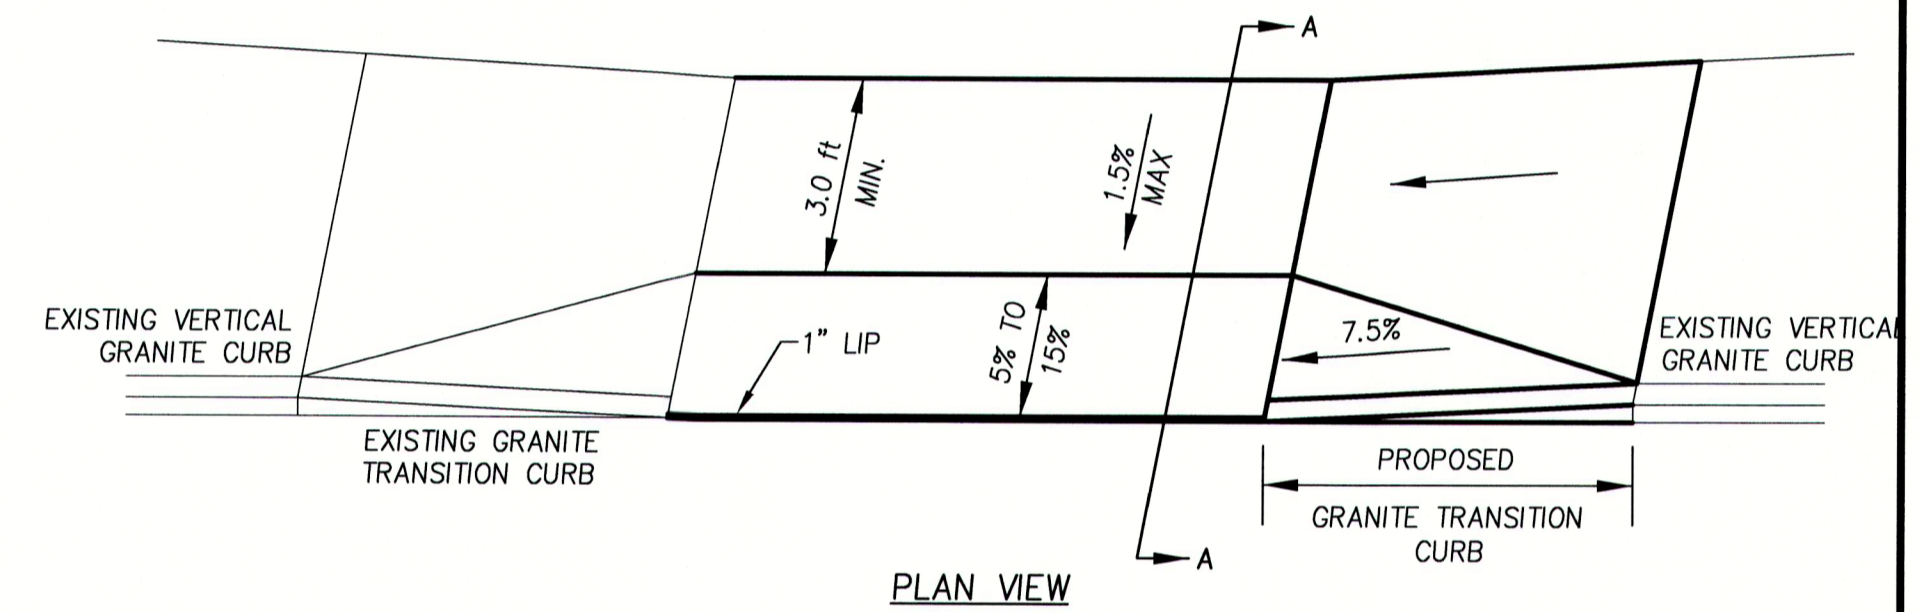 A
3.0 ft
MIN.
1.5%
MAX
EXISTING VERTICAL
GRANITE CURB
1" LIP
5% TO
15%
7.5%
EXISTING VERTICAL
GRANITE CURB
EXISTING GRANITE
TRANSITION CURB
PROPOSED
GRANITE TRANSITION
CURB
A
PLAN VIEW